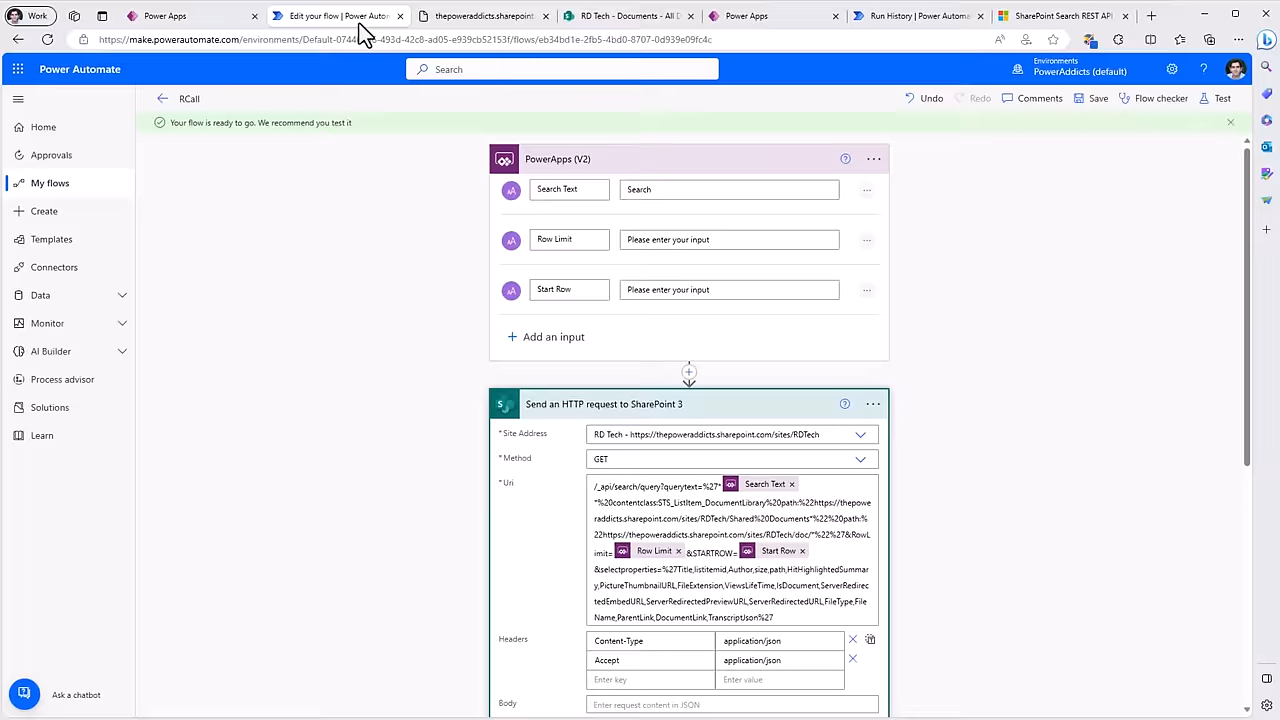 Work
Power Apps
Edit your flow | Power Autom
thepoweraddicts.sharepoint.
RD Tech - Documents - All D
Power Apps
Run History | Power Automat
SharePoint Search REST API
Power Automate
Search
Environments
PowerAddicts (default)
RCall
Undo
Redo
Comments
Save
Flow checker
Test
Your flow is ready to go. We recommend you test it
Home
Approvals
My flows
Create
Templates
Connectors
Data
Monitor
AI Builder
Process advisor
Solutions
Learn
Ask a chatbot
PowerApps (V2)
Search Text
Search
Row Limit
Please enter your input
Start Row
Please enter your input
Add an input
Send an HTTP request to SharePoint 3
* Site Address
RD Tech - https://thepoweraddicts.sharepoint.com/sites/RDTech
* Method
GET
* Uri
/_api/search/query?querytext=%27* Search Text
*%20contentclass:STS_ListItem_DocumentLibrary%20path:%22https://thepow
eraddicts.sharepoint.com/sites/RDTech/Shared%20Documents*%22%20path:%
22https://thepoweraddicts.sharepoint.com/sites/RDTech/doc/*%22%27&RowL
imit= Row Limit &STARTROW= Start Row
&selectproperties=%27Title,listitemid,Author,size,path,HitHighlightedSummar
y,PictureThumbnailURL,FileExtension,ViewsLifeTime,IsDocument,ServerRedire
ctedEmbedURL,ServerRedirectedPreviewURL,ServerRedirectedURL,FileType,File
Name,ParentLink,DocumentLink,TranscriptJson%27
Headers
Content-Type
application/json
Accept
application/json
Enter key
Enter value
Body
Enter request content in JSON